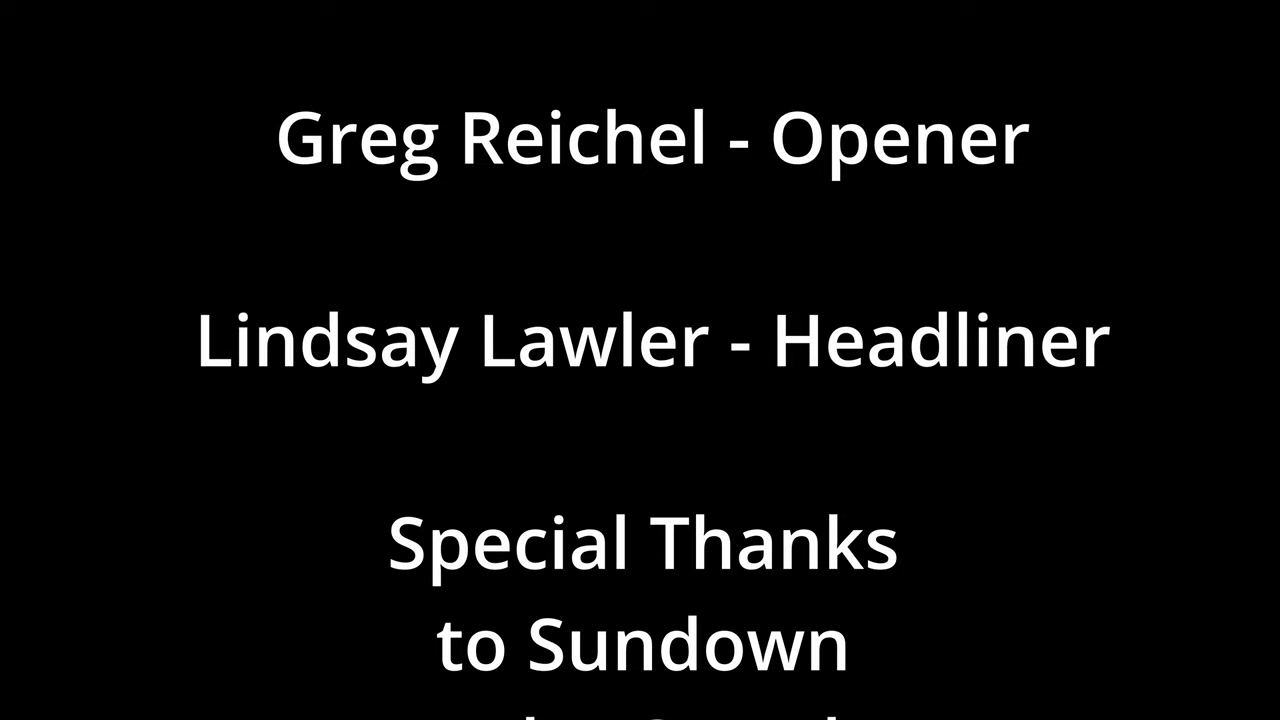 Greg Reichel - Opener
Lindsay Lawler - Headliner
Special Thanks
to Sundown